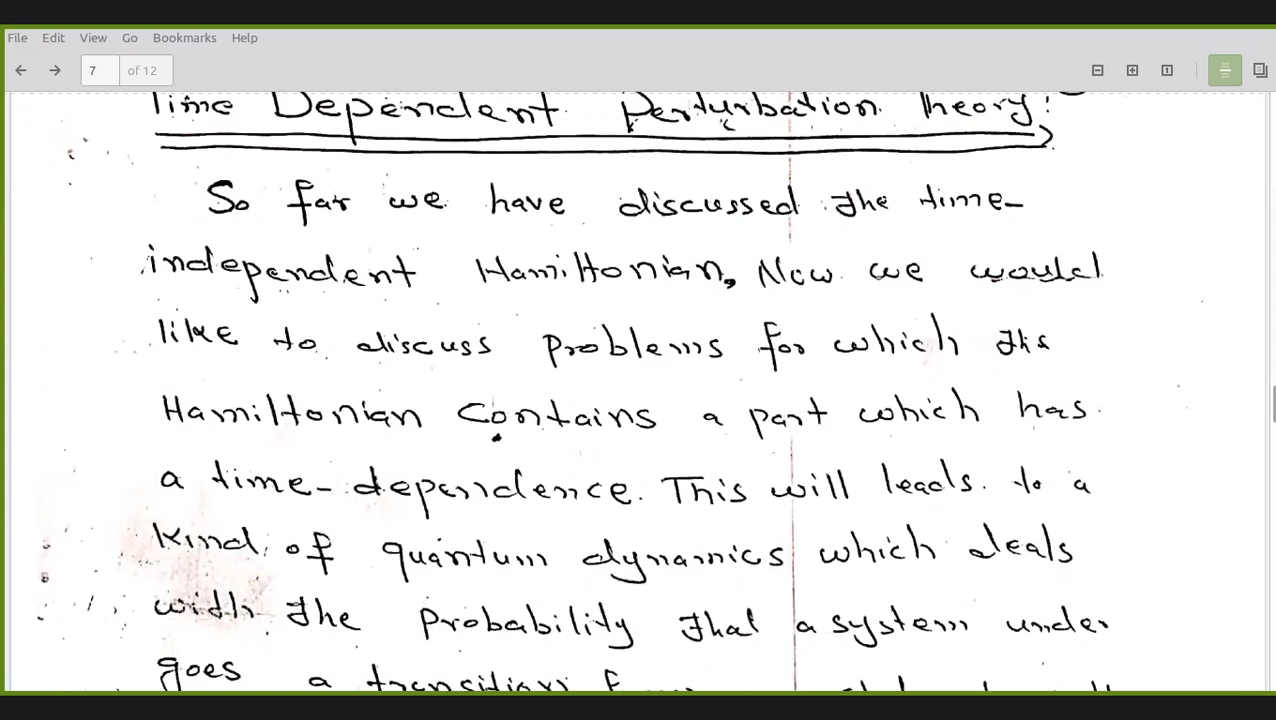 File Edit View Go Bookmarks Help
7 of 12
Time Dependent Perturbation Theory:
So far we have discussed the time-
independent Hamiltonian, Now we would
like to discuss problems for which the
Hamiltonian Contains a part which has
a time-dependence. This will leads to a
kind of quantum dynamics which deals
with the Probability that a system under
goes a transition